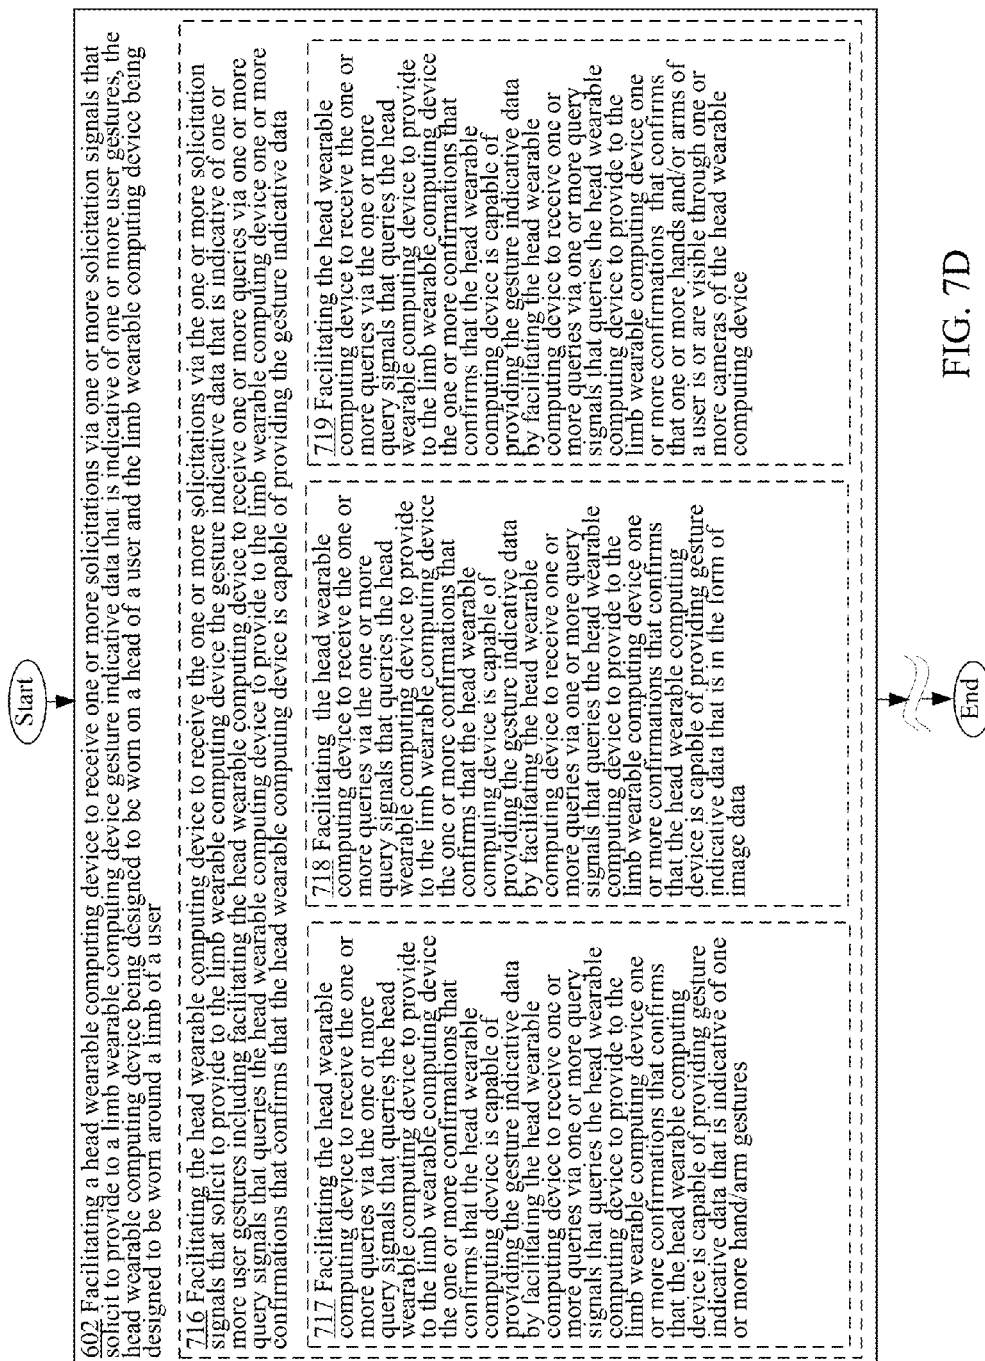 Start
602 Facilitating a head wearable computing device to receive one or more solicitations via one or more solicitation signals that
solicit to provide to a limb wearable computing device gesture indicative data that is indicative of one or more user gestures, the
head wearable computing device being designed to be worn on a head of a user and the limb wearable computing device being
designed to be worn around a limb of a user
716 Facilitating the head wearable computing device to receive the one or more solicitations via the one or more solicitation
signals that solicit to provide to the limb wearable computing device the gesture indicative data that is indicative of one or
more user gestures including facilitating the head wearable computing device to receive one or more queries via one or more
query signals that queries the head wearable computing device to provide to the limb wearable computing device one or more
confirmations that confirms that the head wearable computing device is capable of providing the gesture indicative data
717 Facilitating the head wearable
computing device to receive the one or
more queries via the one or more
query signals that queries the head
wearable computing device to provide
to the limb wearable computing device
the one or more confirmations that
confirms that the head wearable
computing device is capable of
providing the gesture indicative data
by facilitating the head wearable
computing device to receive one or
more queries via one or more query
signals that queries the head wearable
computing device to provide to the
limb wearable computing device one
or more confirmations that confirms
that the head wearable computing
device is capable of providing gesture
indicative data that is indicative of one
or more hand/arm gestures
718 Facilitating the head wearable
computing device to receive the one or
more queries via the one or more
query signals that queries the head
wearable computing device to provide
to the limb wearable computing device
the one or more confirmations that
confirms that the head wearable
computing device is capable of
providing the gesture indicative data
by facilitating the head wearable
computing device to receive one or
more queries via one or more query
signals that queries the head wearable
computing device to provide to the
limb wearable computing device one
or more confirmations that confirms
that the head wearable computing
device is capable of providing gesture
indicative data that is in the form of
image data
719 Facilitating the head wearable
computing device to receive the one or
more queries via the one or more
query signals that queries the head
wearable computing device to provide
to the limb wearable computing device
the one or more confirmations that
confirms that the head wearable
computing device is capable of
providing the gesture indicative data
by facilitating the head wearable
computing device to receive one or
more queries via one or more query
signals that queries the head wearable
computing device to provide to the
limb wearable computing device one
or more confirmations that confirms
that one or more hands and/or arms of
a user is or are visible through one or
more cameras of the head wearable
computing device
End
FIG. 7D